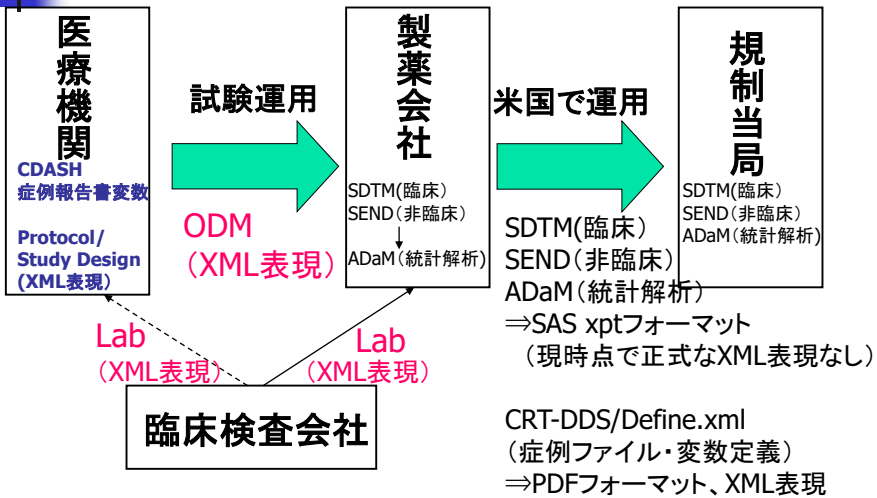 医療機関
CDASH
症例報告書変数
Protocol/
Study Design
(XML表現)
試験運用
ODM
（XML表現）
製薬会社
SDTM(臨床)
SEND（非臨床）
ADaM（統計解析)
米国で運用
SDTM(臨床）
SEND（非臨床）
ADaM（統計解析）
⇒SAS xptフォーマット
（現時点で正式なXML表現なし）
CRT-DDS/Define.xml
（症例ファイル・変数定義）
⇒PDFフォーマット、XML表現
規制当局
SDTM(臨床）
SEND（非臨床）
ADaM（統計解析)
Lab
（XML表現）
Lab
（XML表現）
臨床検査会社